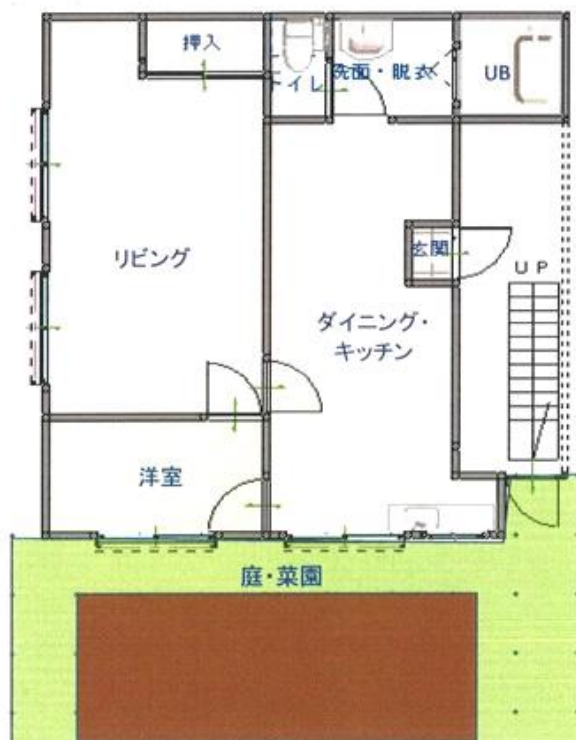 押入
トイレ
洗面・脱衣
UB
玄関
リビング
UP
ダイニング・
キッチン
洋室
庭・菜園